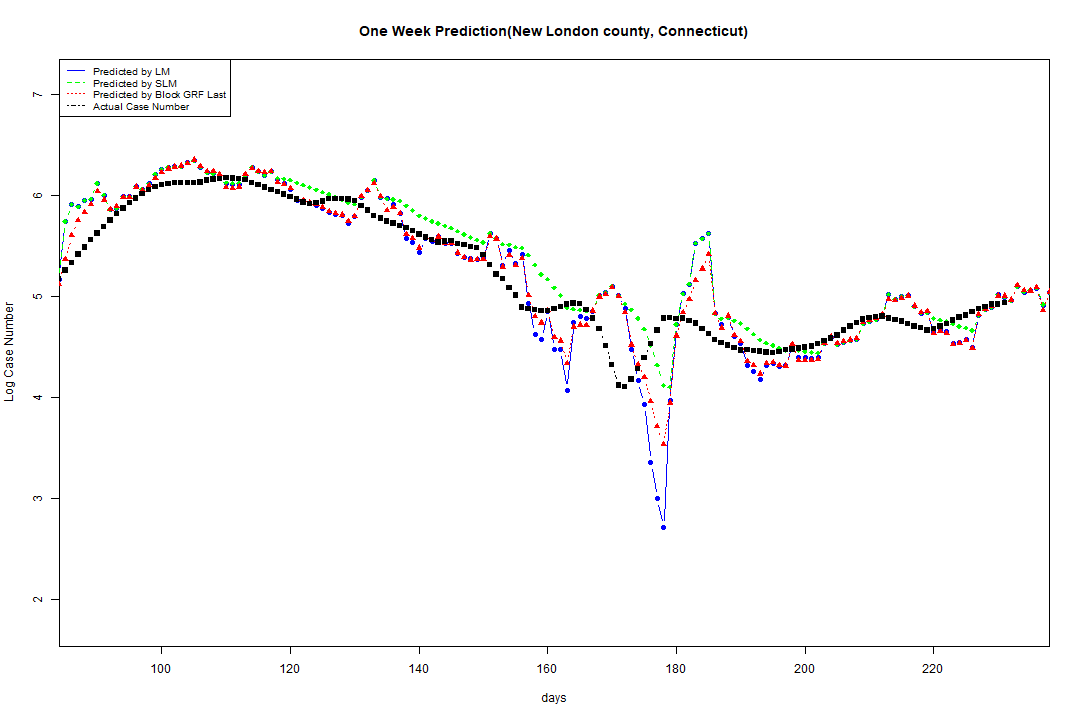 One Week Prediction(New London county, Connecticut)
Predicted by LM
Predicted by SLM
Predicted by Block GRF Last
Actual Case Number
7
6
5
4
3
2
Log Case Number
100 120 140 160 180 200 220
days